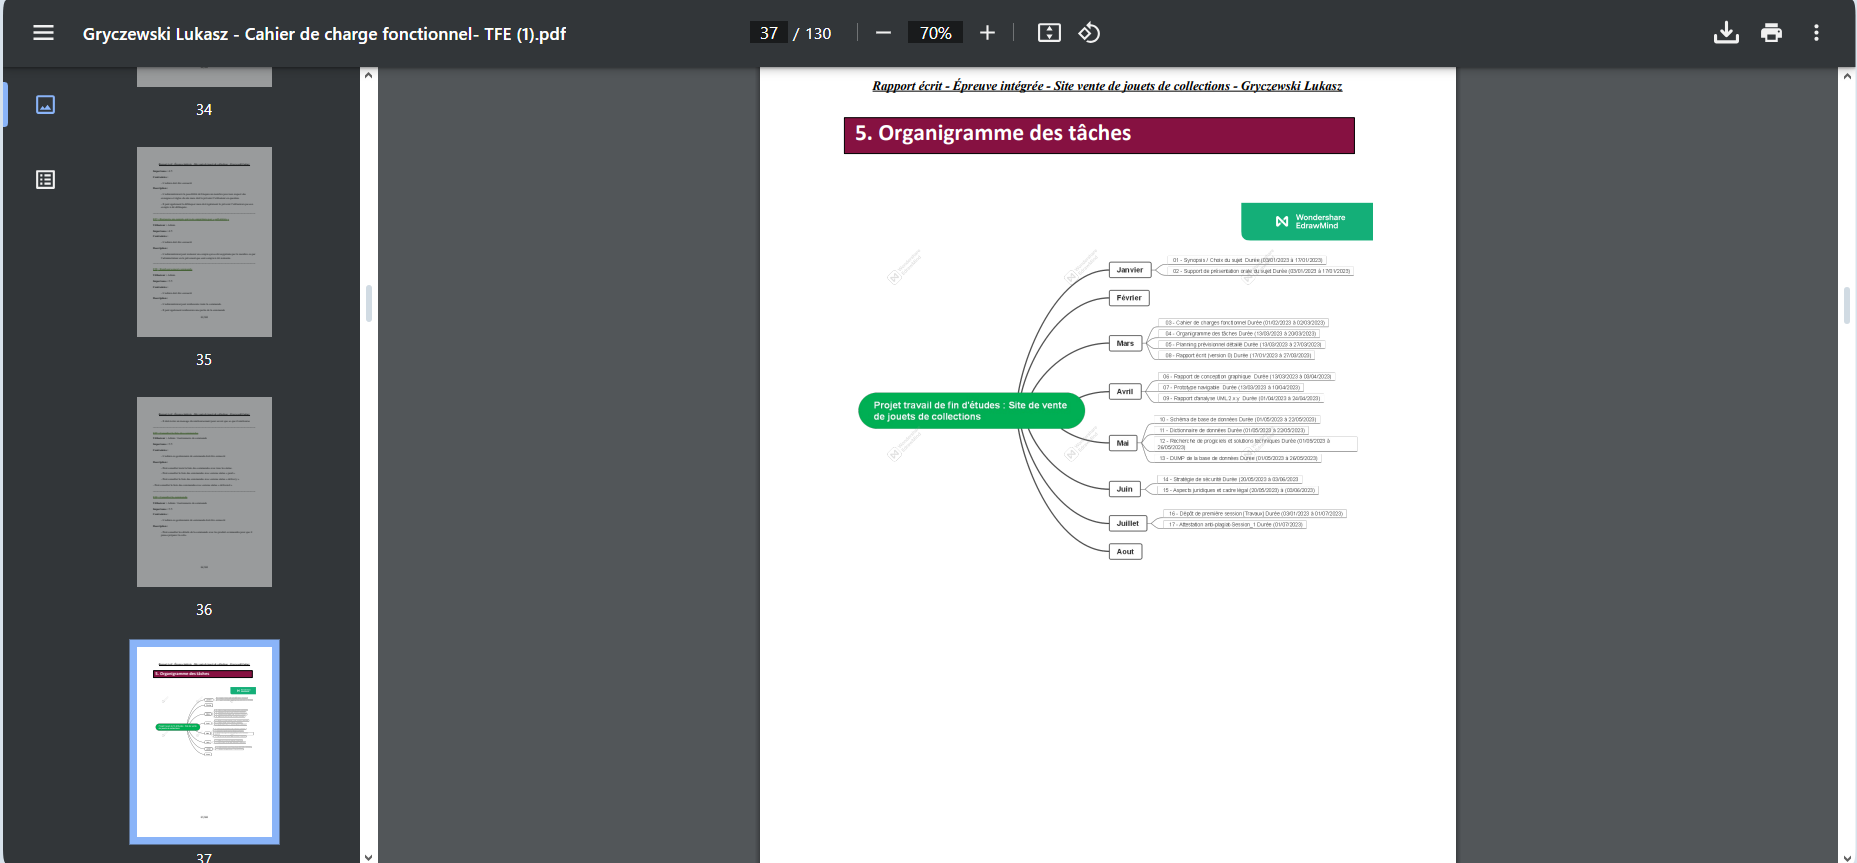 Gryczewski Lukasz - Cahier de charge fonctionnel- TFE (1).pdf
37 / 130
70%
34
35
36
37
Rapport écrit - Épreuve intégrée - Site vente de jouets de collections - Gryczewski Lukasz
5. Organigramme des tâches
Wondershare
EdrawMind
Projet travail de fin d'études : Site de vente
de jouets de collections
Janvier
01 - Synopsis / Choix du sujet Durée (03/01/2023 à 17/01/2023)
02 - Support de présentation orale du sujet Durée (03/01/2023 à 17/01/2023)
Février
Mars
03 - Cahier de charges fonctionnel Durée (01/02/2023 à 02/03/2023)
04 - Organigramme des tâches Durée (13/03/2023 à 20/03/2023)
05 - Planning prévisionnel détaillé Durée (13/03/2023 à 27/03/2023)
08 - Rapport écrit (version 0) Durée (17/01/2023 à 27/03/2023)
Avril
06 - Rapport de conception graphique Durée (13/03/2023 à 03/04/2023)
07 - Prototype navigable Durée (13/03/2023 à 10/04/2023)
09 - Rapport d'analyse UML 2.x.y Durée (01/04/2023 à 24/04/2023)
Mai
10 - Schéma de base de données Durée (01/05/2023 à 22/05/2023)
11 - Dictionnaire de données Durée (01/05/2023 à 22/05/2023)
12 - Recherche de progiciels et solutions techniques Durée (01/05/2023 à
26/05/2023)
13 - DUMP de la base de données Durée (01/05/2023 à 26/05/2023)
Juin
14 - Stratégie de sécurité Durée (20/05/2023 à 03/06/2023
15 - Aspects juridiques et cadre légal (20/05/2023) à (03/06/2023)
Juillet
16 - Dépôt de première session [Travaux] Durée (03/01/2023 à 01/07/2023)
17 - Attestation anti-plagiat Session_1 Durée (01/07/2023)
Aout